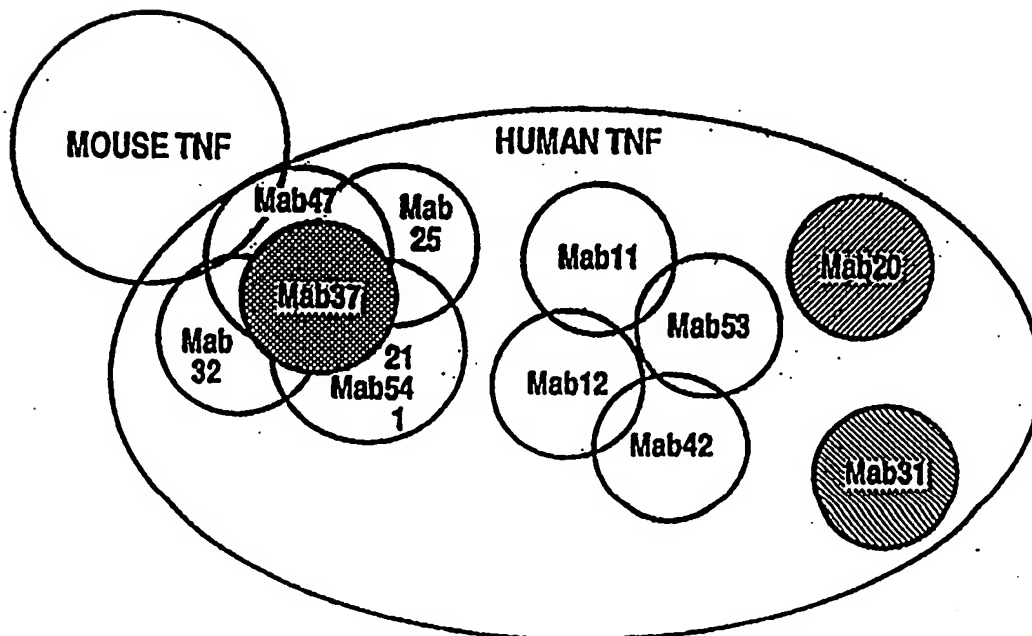 MOUSE TNF
HUMAN TNF
Mab47
Mab
25
Mab37
Mab
32
21
Mab54
1
Mab11
Mab53
Mab12
Mab42
Mab20
Mab31